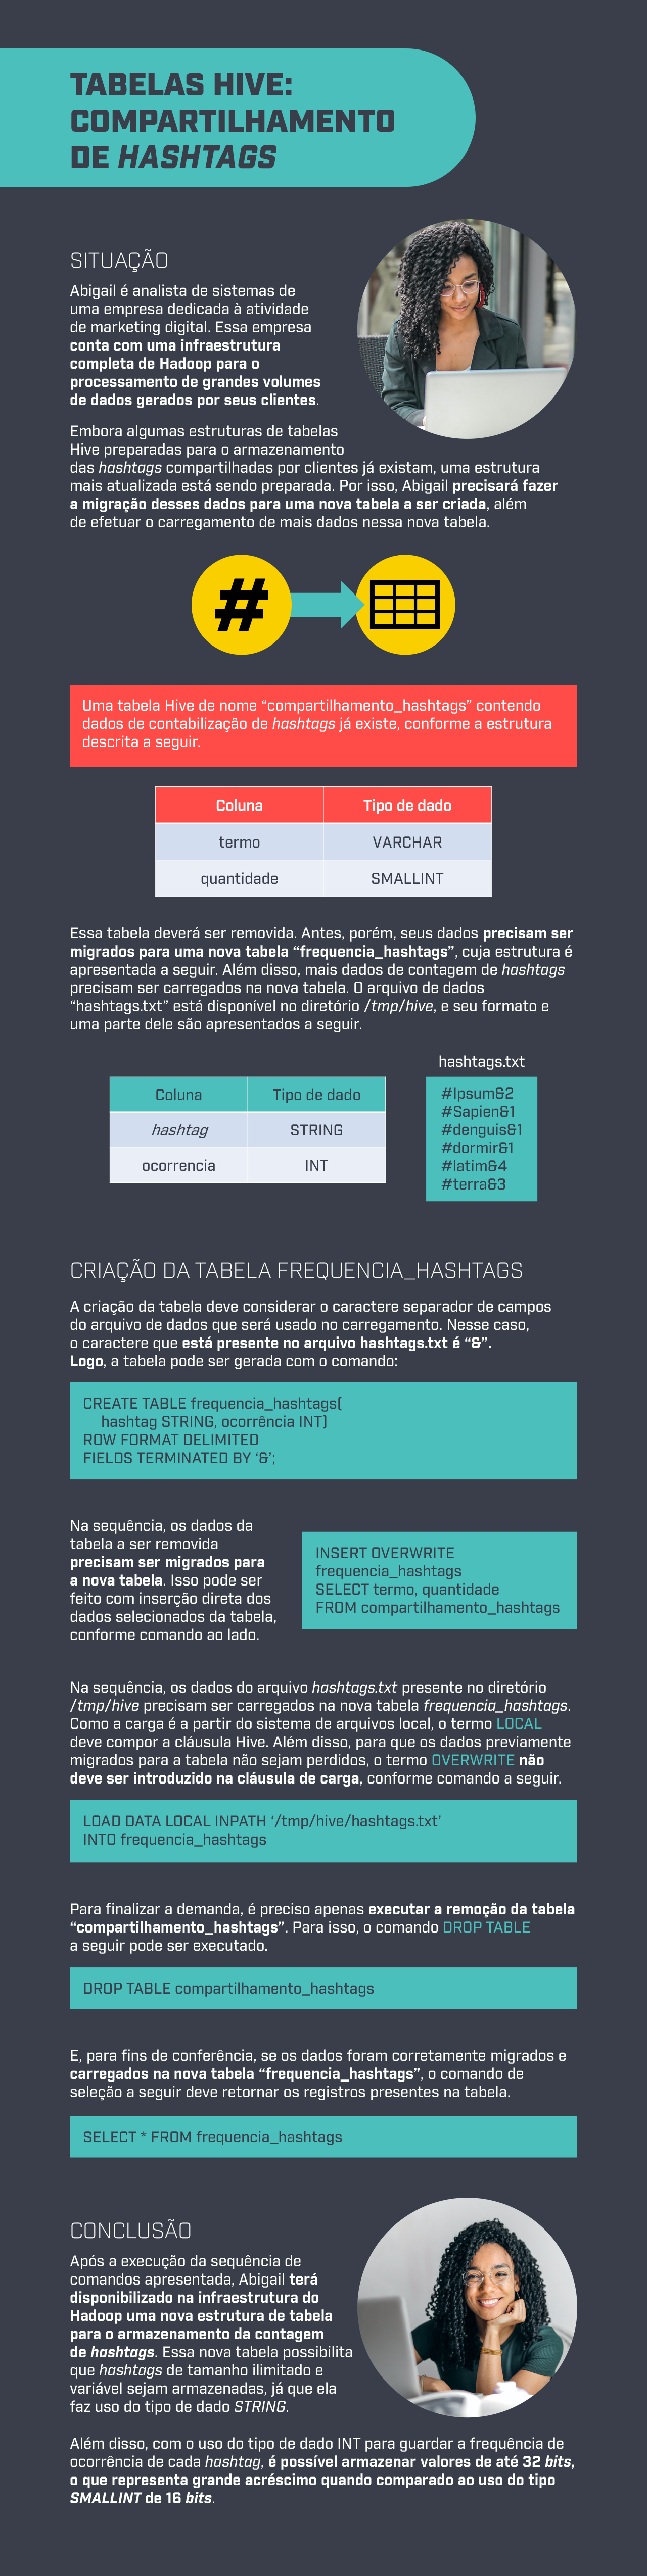 TABELAS HIVE:
COMPARTILHAMENTO
DE HASHTAGS
SITUAÇÃO
Abigail é analista de sistemas de
uma empresa dedicada à atividade
de marketing digital. Essa empresa
conta com uma infraestrutura
completa de Hadoop para o
processamento de grandes volumes
de dados gerados por seus clientes.
Embora algumas estruturas de tabelas
Hive preparadas para o armazenamento
das hashtags compartilhadas por clientes já existam, uma estrutura
mais atualizada está sendo preparada. Por isso, Abigail precisará fazer
a migração desses dados para uma nova tabela a ser criada, além
de efetuar o carregamento de mais dados nessa nova tabela.
#
Uma tabela Hive de nome “compartilhamento_hashtags” contendo
dados de contabilização de hashtags já existe, conforme a estrutura
descrita a seguir.
Coluna Tipo de dado
termo VARCHAR
quantidade SMALLINT
Essa tabela deverá ser removida. Antes, porém, seus dados precisam ser
migrados para uma nova tabela “frequencia_hashtags”, cuja estrutura é
apresentada a seguir. Além disso, mais dados de contagem de hashtags
precisam ser carregados na nova tabela. O arquivo de dados
“hashtags.txt” está disponível no diretório /tmp/hive, e seu formato e
uma parte dele são apresentados a seguir.
Coluna Tipo de dado
hashtag STRING
ocorrencia INT
hashtags.txt
#Ipsum&2
#Sapien&1
#denguis&1
#dormir&1
#latim&4
#terra&3
CRIAÇÃO DA TABELA FREQUENCIA_HASHTAGS
A criação da tabela deve considerar o caractere separador de campos
do arquivo de dados que será usado no carregamento. Nesse caso,
o caractere que está presente no arquivo hashtags.txt é “&”.
Logo, a tabela pode ser gerada com o comando:
CREATE TABLE frequencia_hashtags(
hashtag STRING, ocorrência INT)
ROW FORMAT DELIMITED
FIELDS TERMINATED BY ‘&’;
Na sequência, os dados da
tabela a ser removida
precisam ser migrados para
a nova tabela. Isso pode ser
feito com inserção direta dos
dados selecionados da tabela,
conforme comando ao lado.
INSERT OVERWRITE
frequencia_hashtags
SELECT termo, quantidade
FROM compartilhamento_hashtags
Na sequência, os dados do arquivo hashtags.txt presente no diretório
/tmp/hive precisam ser carregados na nova tabela frequencia_hashtags.
Como a carga é a partir do sistema de arquivos local, o termo LOCAL
deve compor a cláusula Hive. Além disso, para que os dados previamente
migrados para a tabela não sejam perdidos, o termo OVERWRITE não
deve ser introduzido na cláusula de carga, conforme comando a seguir.
LOAD DATA LOCAL INPATH ‘/tmp/hive/hashtags.txt’
INTO frequencia_hashtags
Para finalizar a demanda, é preciso apenas executar a remoção da tabela
“compartilhamento_hashtags”. Para isso, o comando DROP TABLE
a seguir pode ser executado.
DROP TABLE compartilhamento_hashtags
E, para fins de conferência, se os dados foram corretamente migrados e
carregados na nova tabela “frequencia_hashtags”, o comando de
seleção a seguir deve retornar os registros presentes na tabela.
SELECT * FROM frequencia_hashtags
CONCLUSÃO
Após a execução da sequência de
comandos apresentada, Abigail terá
disponibilizado na infraestrutura do
Hadoop uma nova estrutura de tabela
para o armazenamento da contagem
de hashtags. Essa nova tabela possibilita
que hashtags de tamanho ilimitado e
variável sejam armazenadas, já que ela
faz uso do tipo de dado STRING.
Além disso, com o uso do tipo de dado INT para guardar a frequência de
ocorrência de cada hashtag, é possível armazenar valores de até 32 bits,
o que representa grande acréscimo quando comparado ao uso do tipo
SMALLINT de 16 bits.